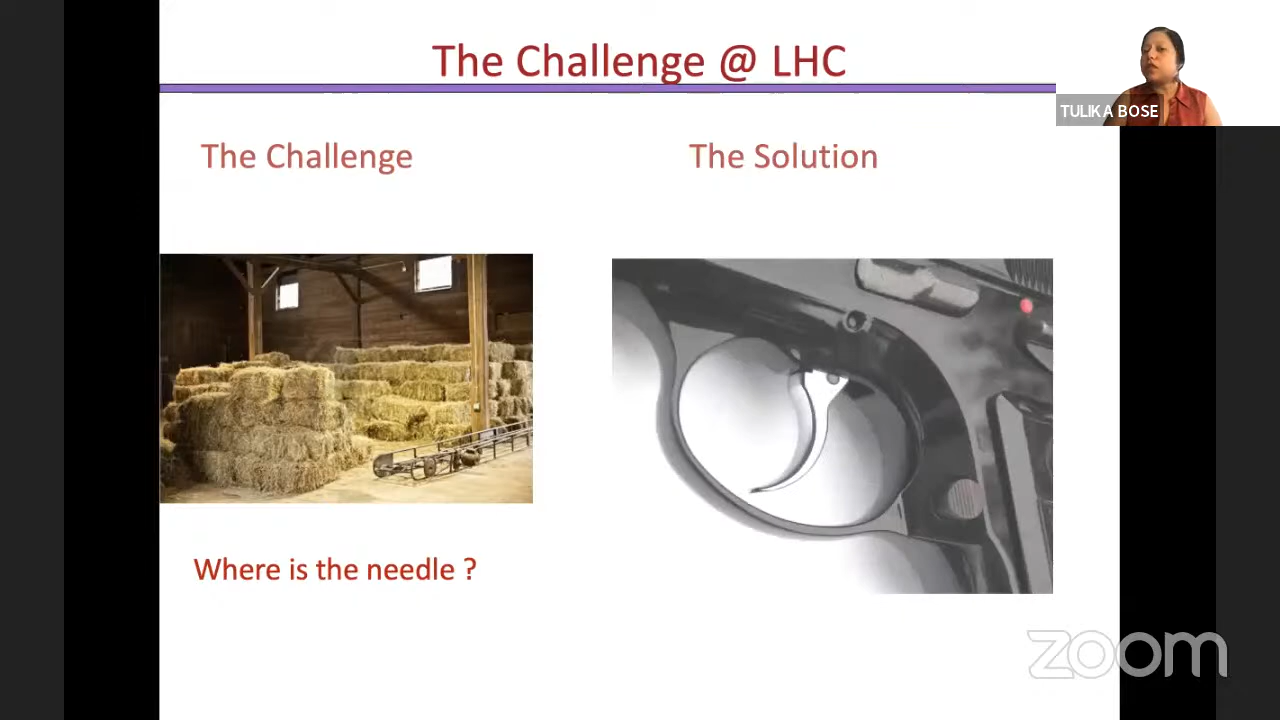 The Challenge @ LHC
TULIKA BOSE
The Challenge
The Solution
Where is the needle ?
zoom